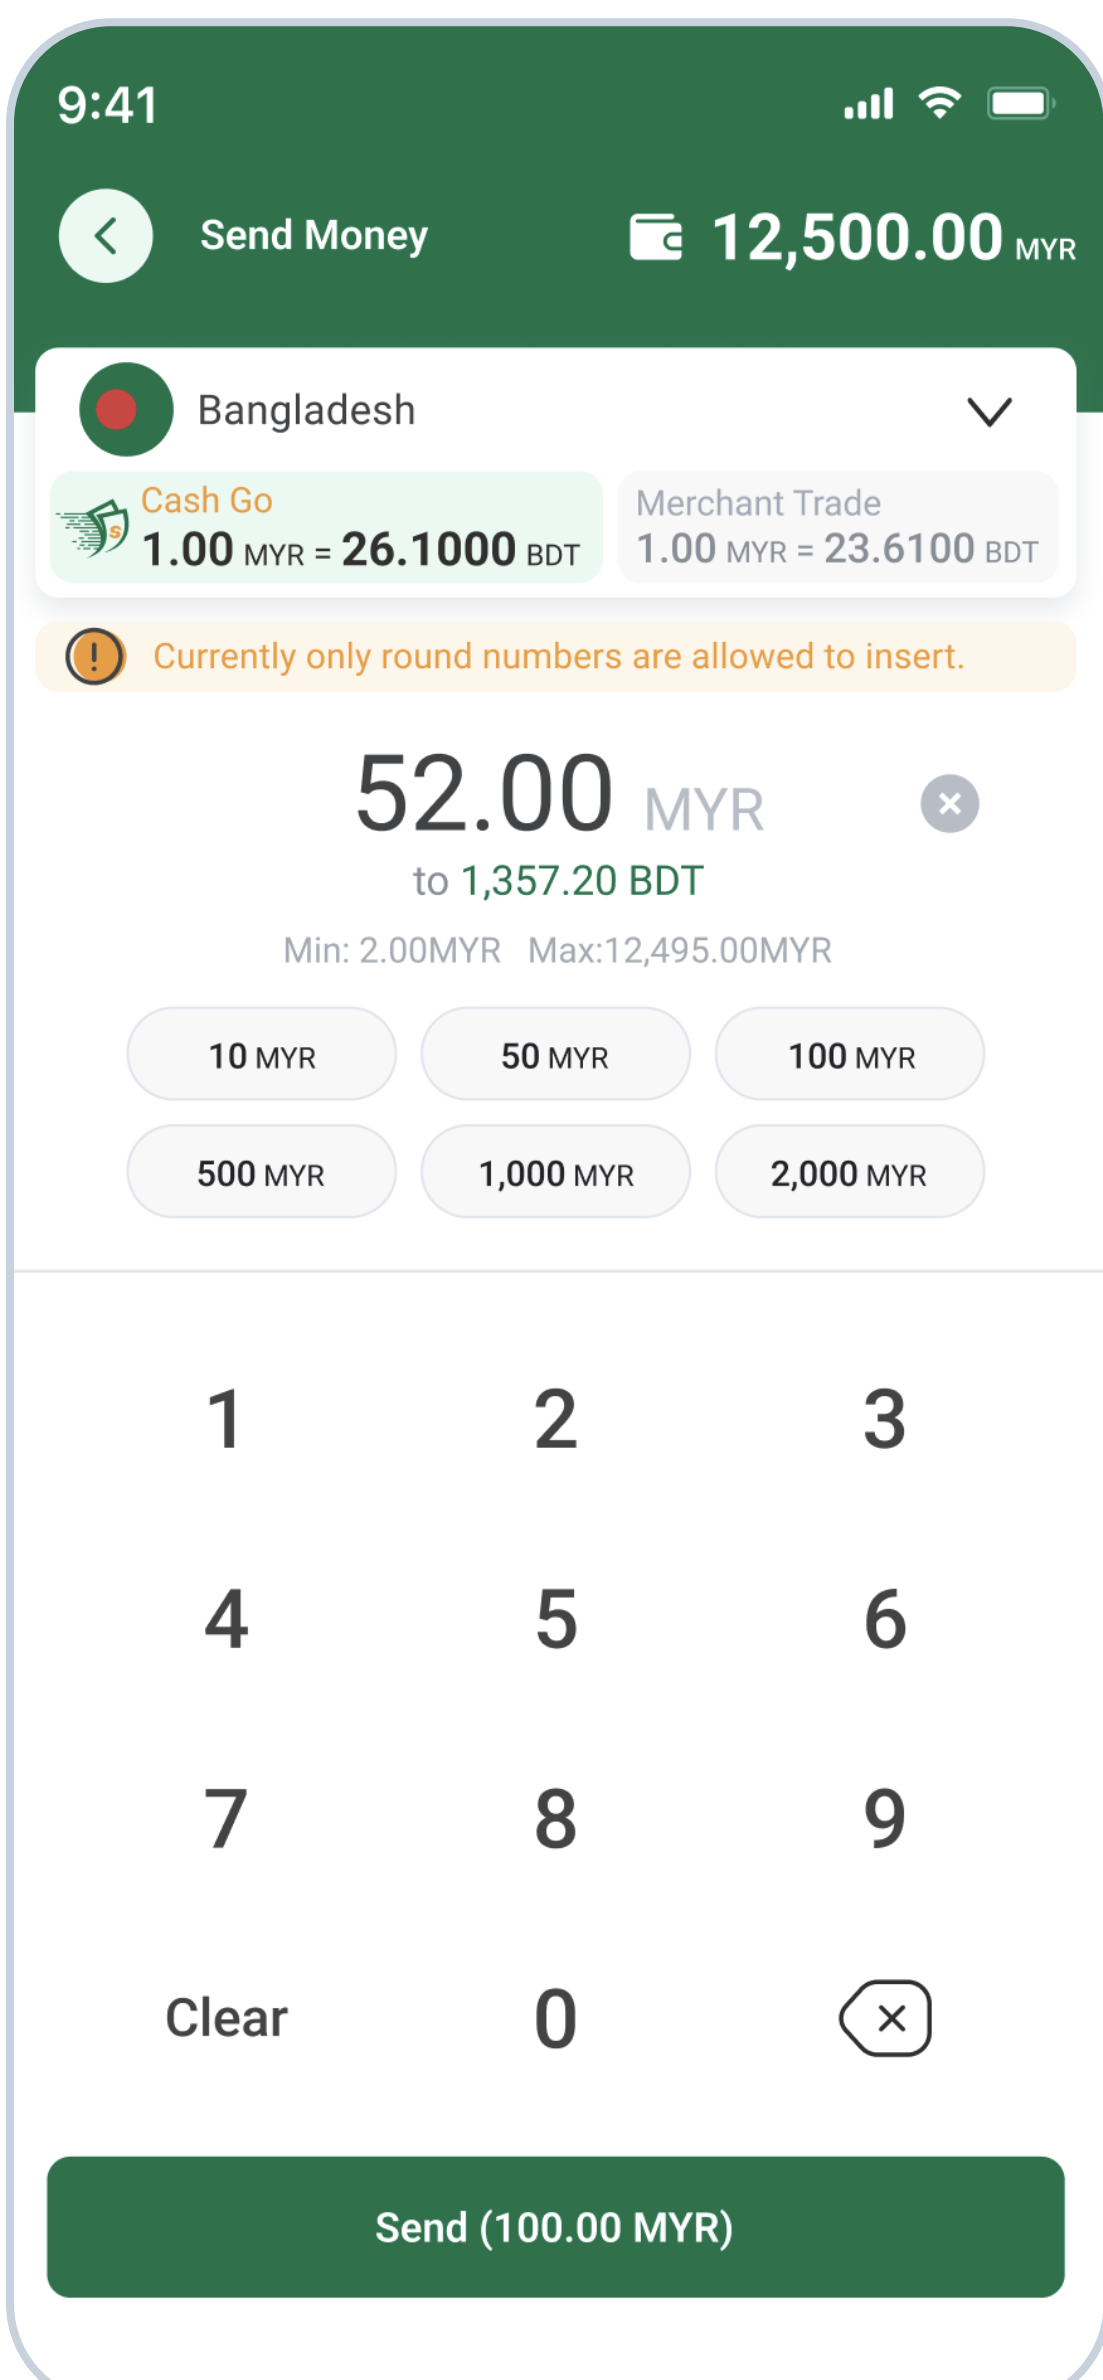 9:41
Send Money 12,500.00 MYR
Bangladesh
Cash Go
1.00 MYR = 26.1000 BDT
Merchant Trade
1.00 MYR = 23.6100 BDT
Currently only round numbers are allowed to insert.
52.00 MYR
to 1,357.20 BDT
Min: 2.00MYR Max:12,495.00MYR
10 MYR 50 MYR 100 MYR
500 MYR 1,000 MYR 2,000 MYR
1 2 3
4 5 6
7 8 9
Clear 0
Send (100.00 MYR)